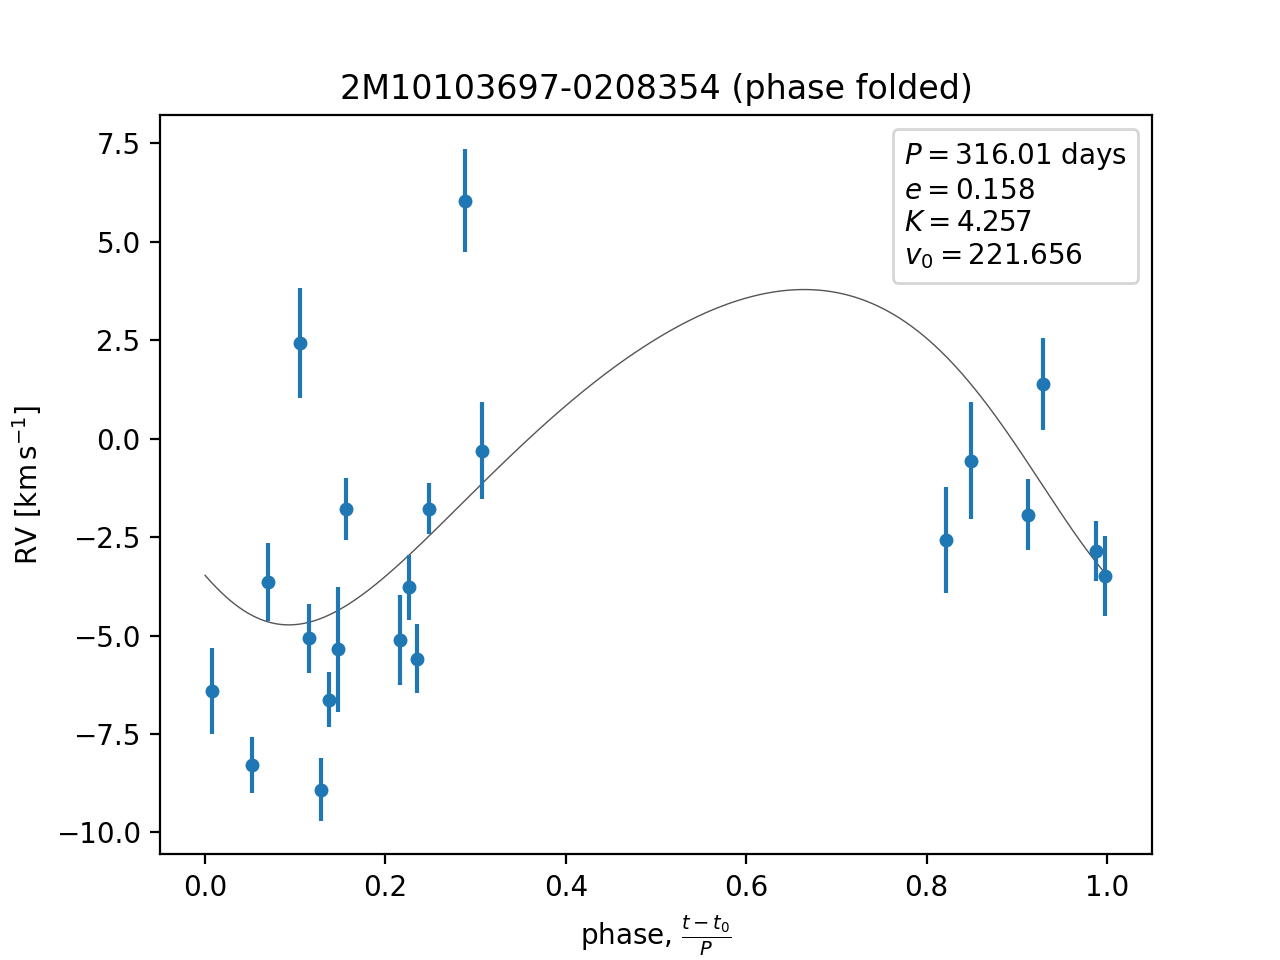 2M10103697-0208354 (phase folded)
P = 316.01 days
e = 0.158
K = 4.257
v₀ = 221.656
7.5
5.0
2.5
0.0
−2.5
−5.0
−7.5
−10.0
RV [km s⁻¹]
0.0 0.2 0.4 0.6 0.8 1.0
phase, (t − t₀)/P